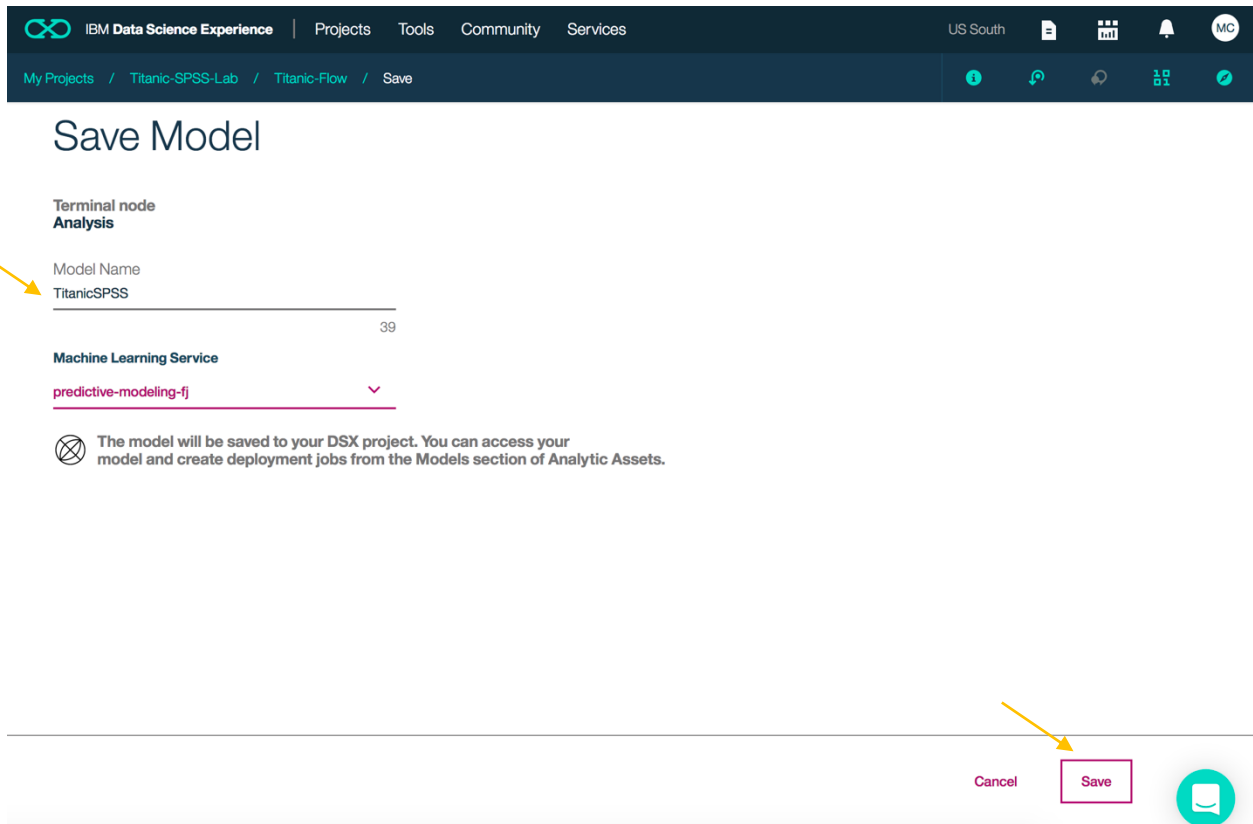 IBM Data Science Experience | Projects Tools Community Services US South MC
My Projects / Titanic-SPSS-Lab / Titanic-Flow / Save
Save Model
Terminal node
Analysis
Model Name
TitanicSPSS
39
Machine Learning Service
predictive-modeling-fj
The model will be saved to your DSX project. You can access your
model and create deployment jobs from the Models section of Analytic Assets.
Cancel Save